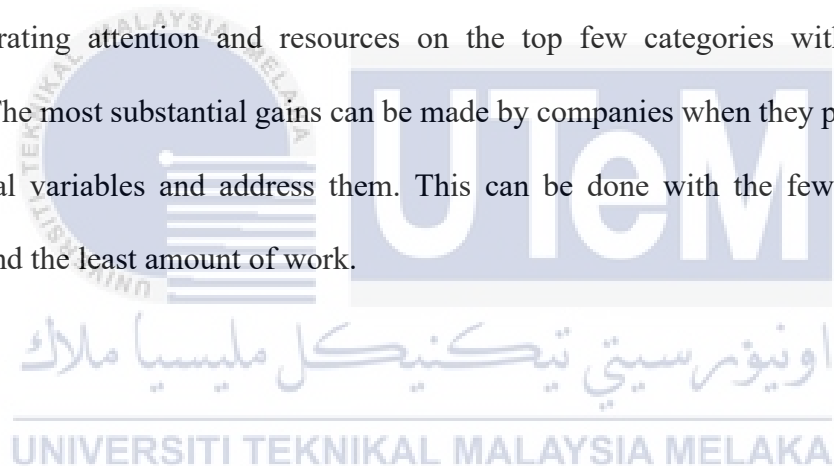 rating attention and resources on the top few categories with
The most substantial gains can be made by companies when they p
al variables and address them. This can be done with the few
nd the least amount of work.
UTeM
اونيورسيتي تيكنيكل مليسيا ملاك
UNIVERSITI TEKNIKAL MALAYSIA MELAKA